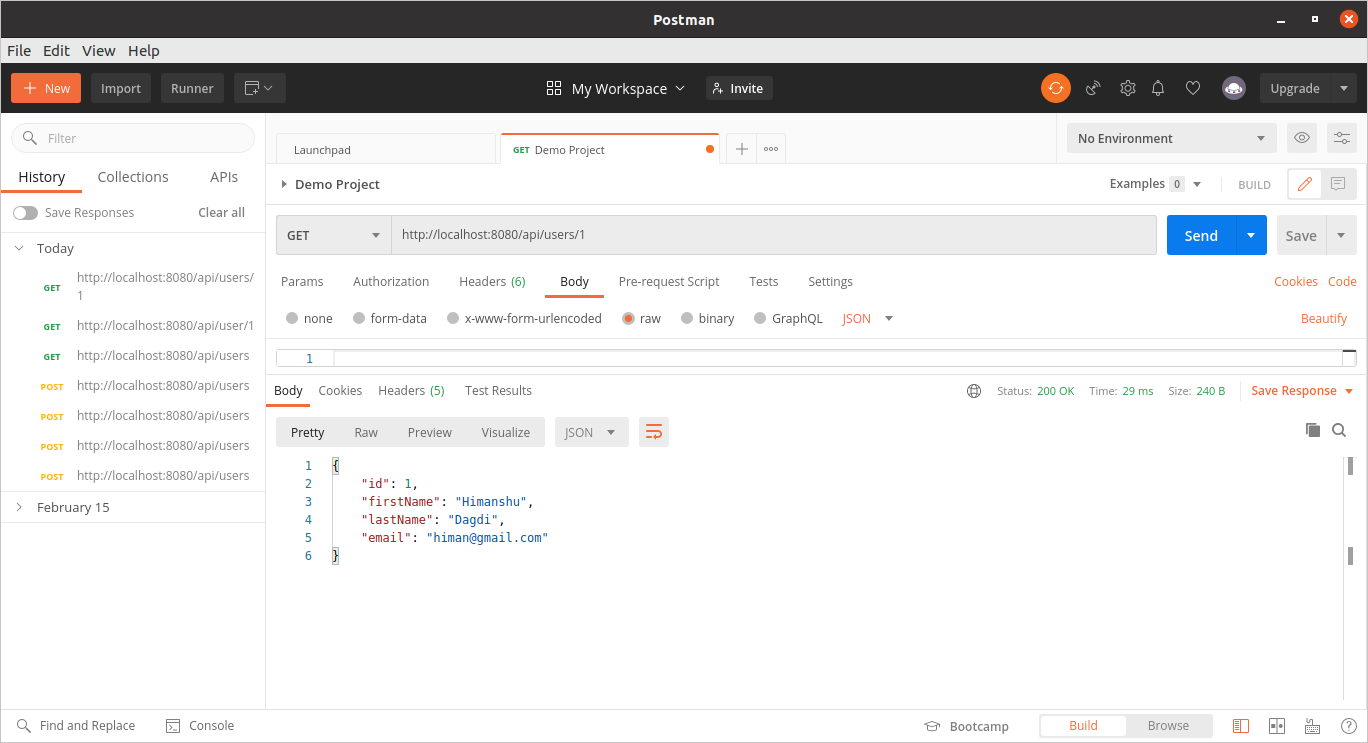 Postman
File Edit View Help
+ New Import Runner My Workspace Invite Upgrade
Filter
Launchpad GET Demo Project No Environment
History Collections APIs
Demo Project Examples 0 BUILD
Save Responses Clear all
GET http://localhost:8080/api/users/1 Send Save
Today
GET http://localhost:8080/api/users/
1
GET http://localhost:8080/api/user/1
GET http://localhost:8080/api/users
POST http://localhost:8080/api/users
POST http://localhost:8080/api/users
POST http://localhost:8080/api/users
POST http://localhost:8080/api/users
February 15
Params Authorization Headers (6) Body Pre-request Script Tests Settings Cookies Code
none form-data x-www-form-urlencoded raw binary GraphQL JSON Beautify
1
Body Cookies Headers (5) Test Results Status: 200 OK Time: 29 ms Size: 240 B Save Response
Pretty Raw Preview Visualize JSON
1 {
2 "id": 1,
3 "firstName": "Himanshu",
4 "lastName": "Dagdi",
5 "email": "himan@gmail.com"
6 }
Find and Replace Console Bootcamp Build Browse ?